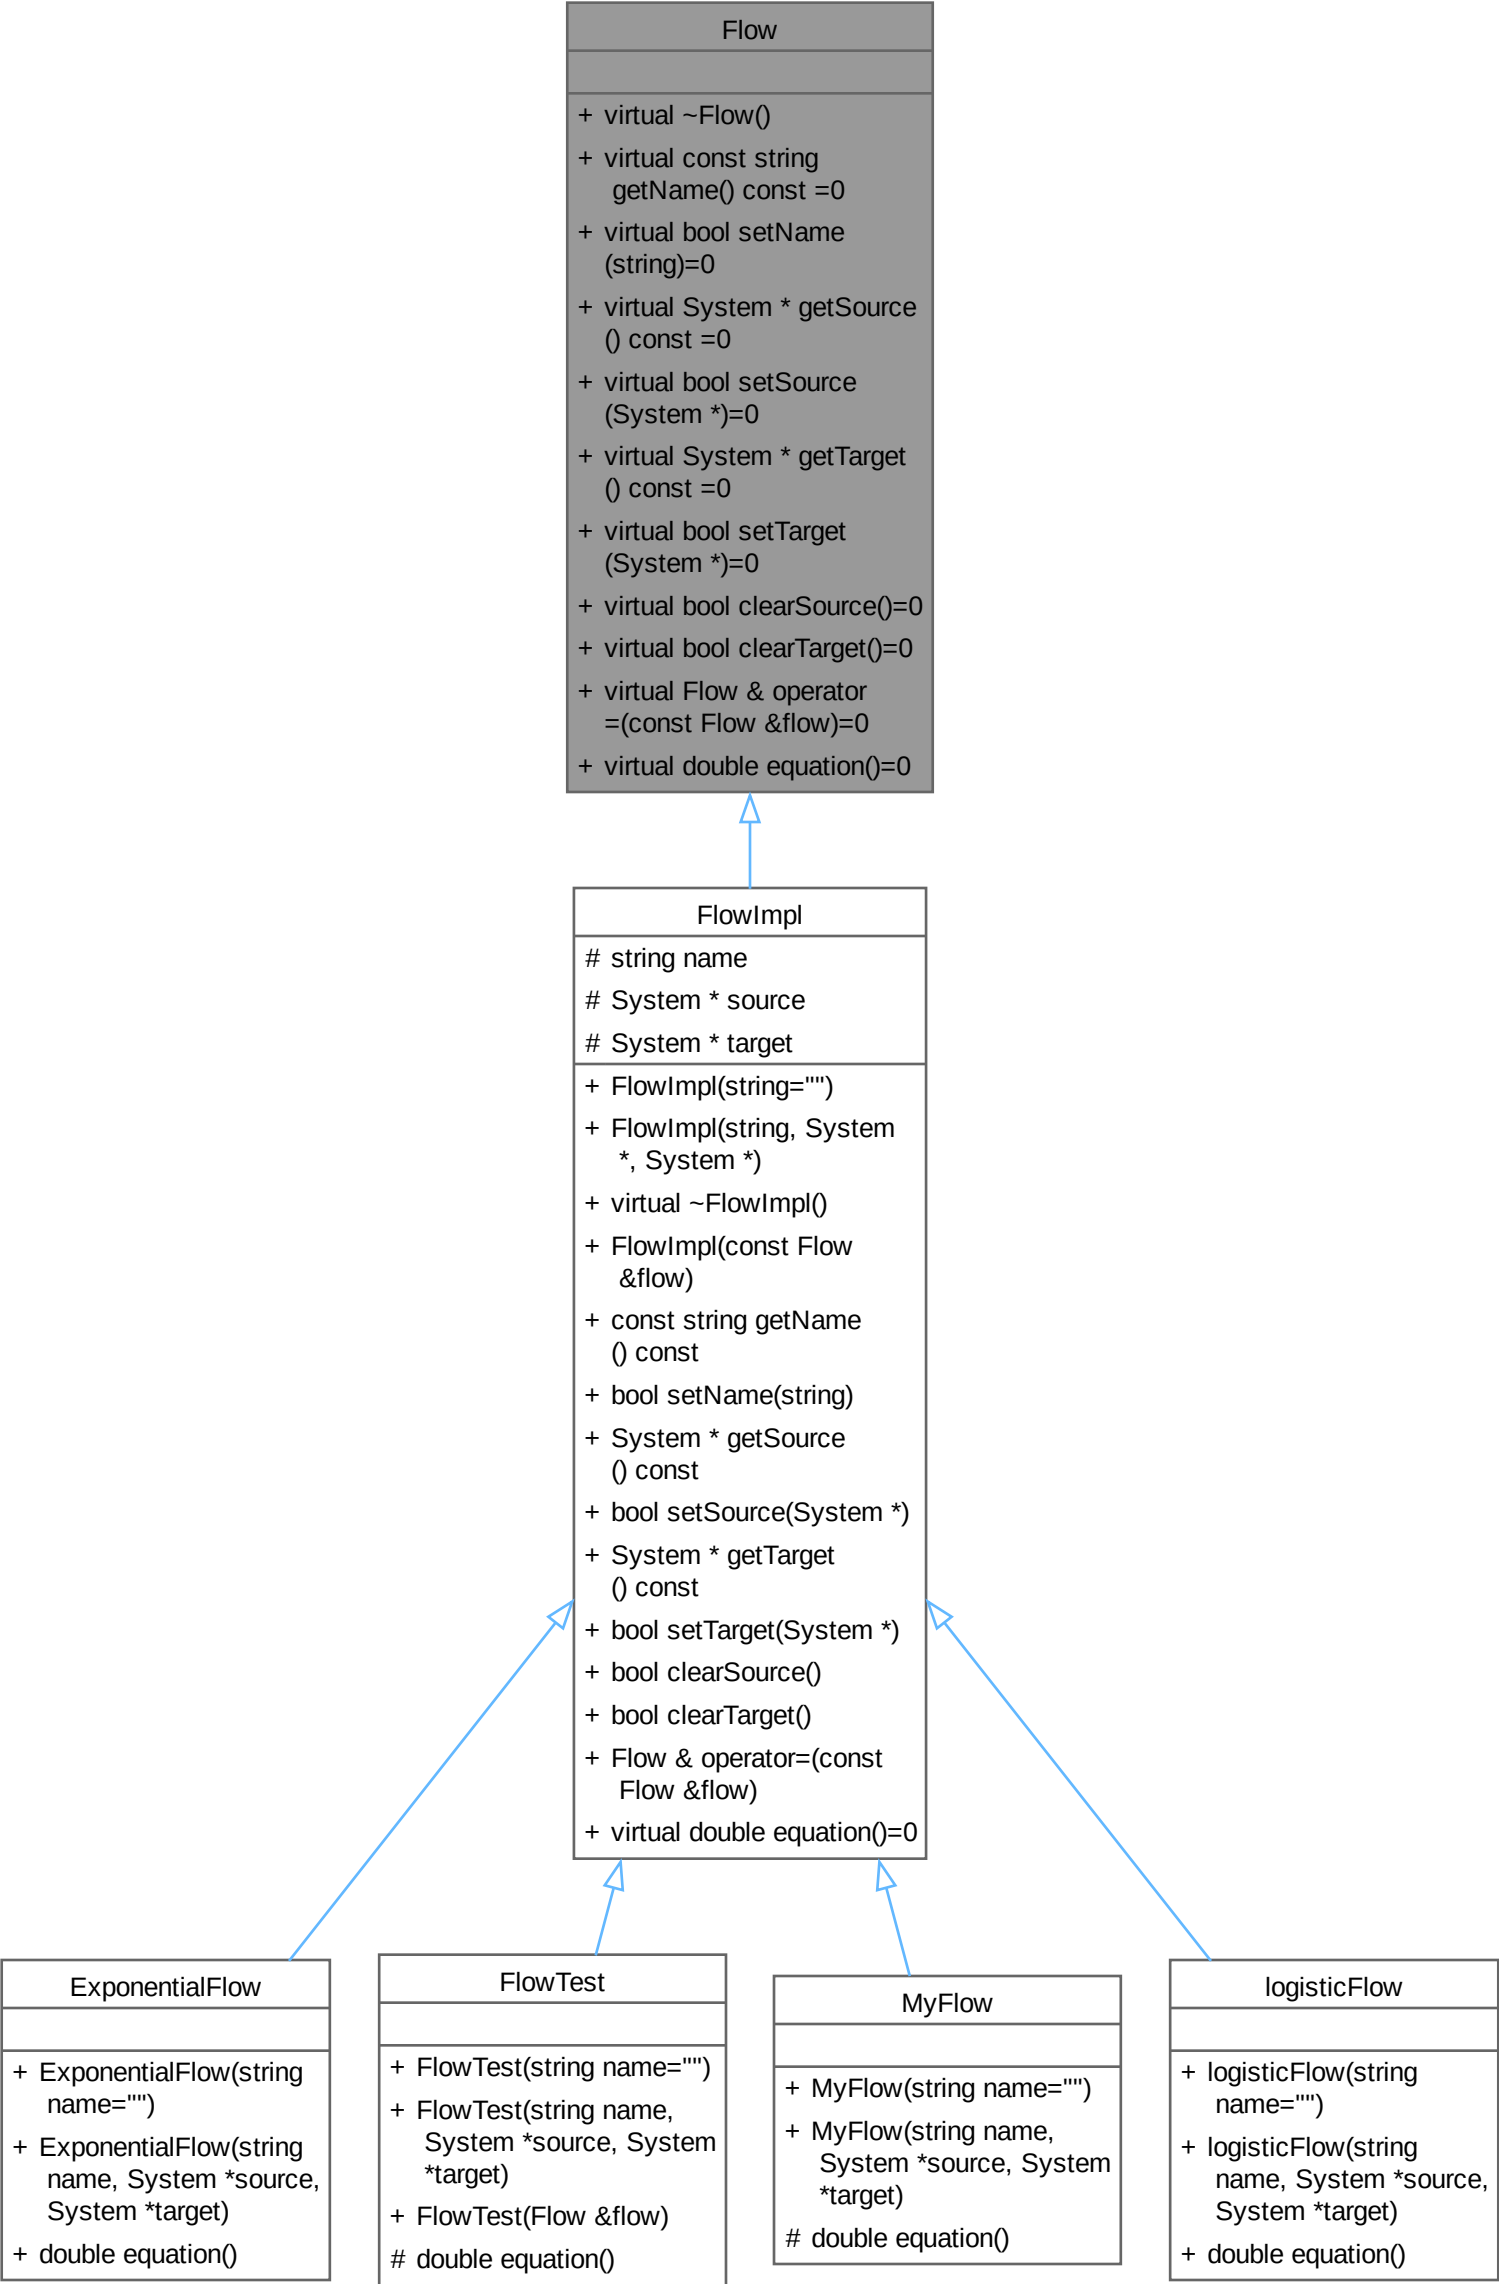 Flow
+ virtual ~Flow()
+ virtual const string
getName() const =0
+ virtual bool setName
(string)=0
+ virtual System * getSource
() const =0
+ virtual bool setSource
(System *)=0
+ virtual System * getTarget
() const =0
+ virtual bool setTarget
(System *)=0
+ virtual bool clearSource()=0
+ virtual bool clearTarget()=0
+ virtual Flow & operator
=(const Flow &flow)=0
+ virtual double equation()=0
FlowImpl
# string name
# System * source
# System * target
+ FlowImpl(string="")
+ FlowImpl(string, System
*, System *)
+ virtual ~FlowImpl()
+ FlowImpl(const Flow
&flow)
+ const string getName
() const
+ bool setName(string)
+ System * getSource
() const
+ bool setSource(System *)
+ System * getTarget
() const
+ bool setTarget(System *)
+ bool clearSource()
+ bool clearTarget()
+ Flow & operator=(const
Flow &flow)
+ virtual double equation()=0
ExponentialFlow
+ ExponentialFlow(string
name="")
+ ExponentialFlow(string
name, System *source,
System *target)
+ double equation()
FlowTest
+ FlowTest(string name="")
+ FlowTest(string name,
System *source, System
*target)
+ FlowTest(Flow &flow)
# double equation()
MyFlow
+ MyFlow(string name="")
+ MyFlow(string name,
System *source, System
*target)
# double equation()
logisticFlow
+ logisticFlow(string
name="")
+ logisticFlow(string
name, System *source,
System *target)
+ double equation()